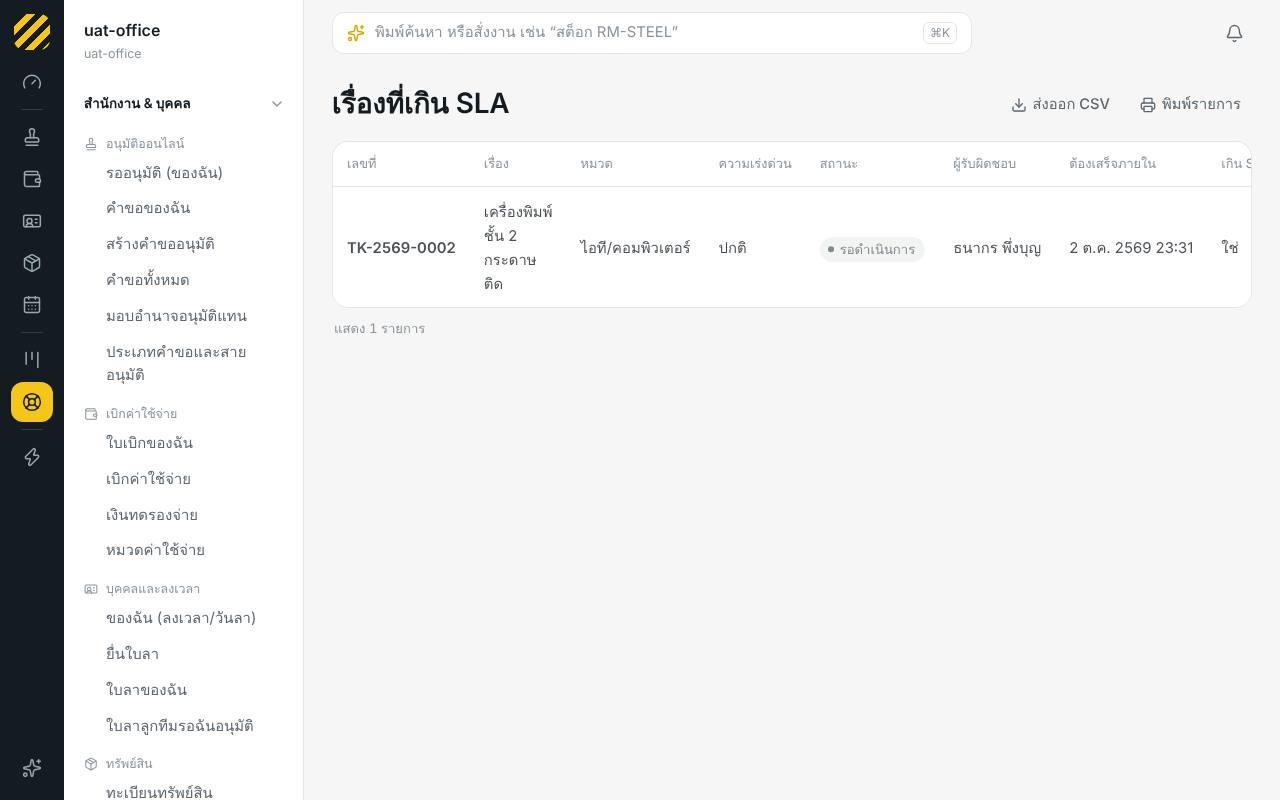 uat-office
uat-office
สำนักงาน & บุคคล
อนุมัติออนไลน์
รออนุมัติ (ของฉัน)
คำขอของฉัน
สร้างคำขออนุมัติ
คำขอทั้งหมด
มอบอำนาจอนุมัติแทน
ประเภทคำขอและสาย
อนุมัติ
เบิกค่าใช้จ่าย
ใบเบิกของฉัน
เบิกค่าใช้จ่าย
เงินทดรองจ่าย
หมวดค่าใช้จ่าย
บุคคลและลงเวลา
ของฉัน (ลงเวลา/วันลา)
ยื่นใบลา
ใบลาของฉัน
ใบลาลูกทีมรอฉันอนุมัติ
ทรัพย์สิน
ทะเบียนทรัพย์สิน
พิมพ์ค้นหา หรือสั่งงาน เช่น “สต็อก RM-STEEL”
⌘K
เรื่องที่เกิน SLA
ส่งออก CSV
พิมพ์รายการ
เลขที่ เรื่อง หมวด ความเร่งด่วน สถานะ ผู้รับผิดชอบ ต้องเสร็จภายใน เกิน S
TK-2569-0002
เครื่องพิมพ์
ชั้น 2
กระดาษ
ติด
ไอที/คอมพิวเตอร์ ปกติ รอดำเนินการ ธนากร พึ่งบุญ 2 ต.ค. 2569 23:31 ใช่
แสดง 1 รายการ